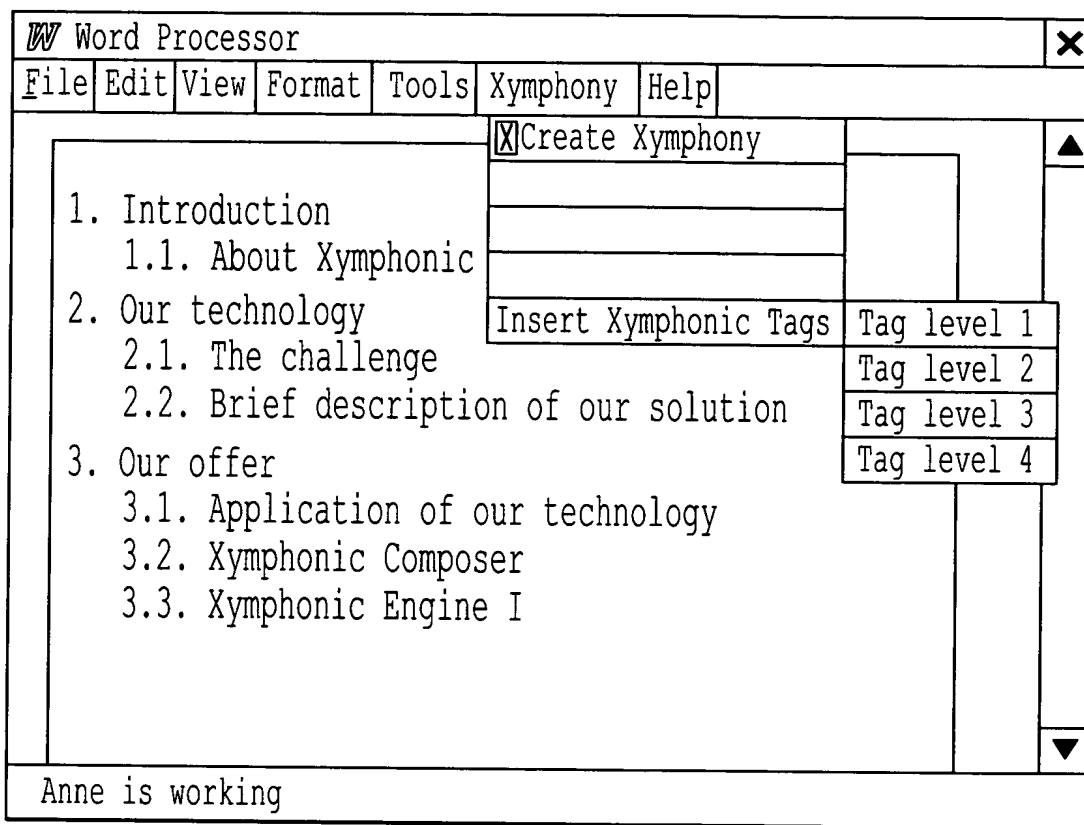 W Word Processor X
File Edit View Format Tools Xymphony Help
X Create Xymphony
1. Introduction
1.1. About Xymphonic
2. Our technology
2.1. The challenge
2.2. Brief description of our solution
3. Our offer
3.1. Application of our technology
3.2. Xymphonic Composer
3.3. Xymphonic Engine I
Insert Xymphonic Tags
Tag level 1
Tag level 2
Tag level 3
Tag level 4
Anne is working